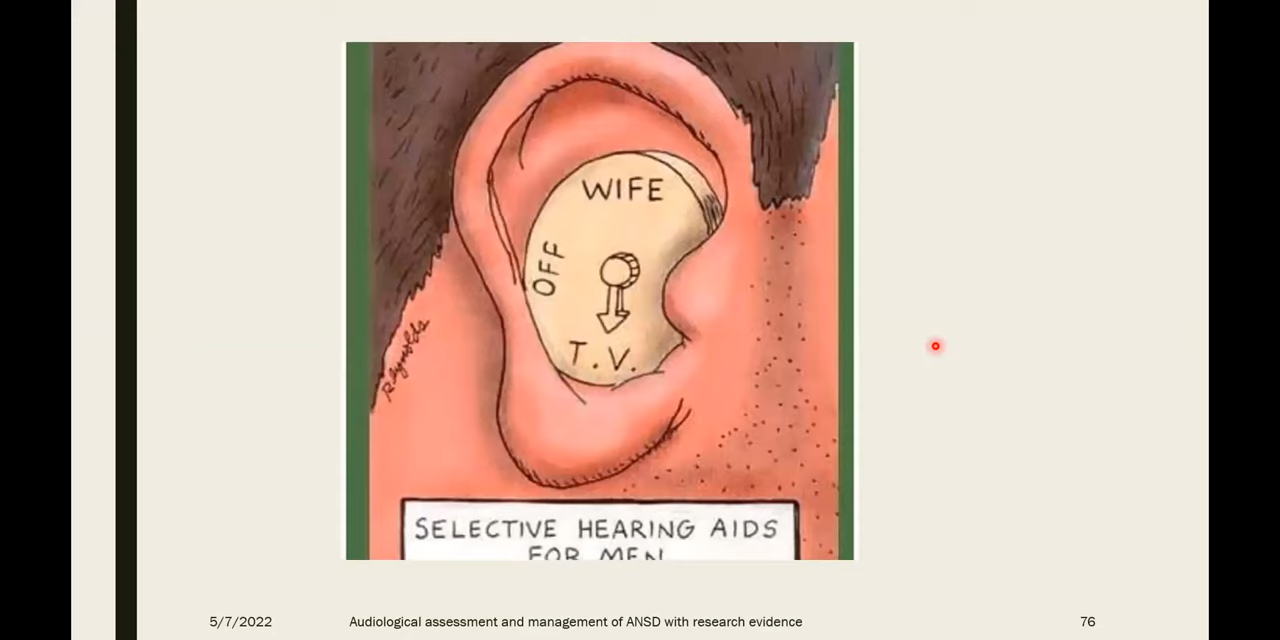 WIFE
OFF
T.V.
Reynolds
SELECTIVE HEARING AIDS
FOR MEN
5/7/2022 Audiological assessment and management of ANSD with research evidence 76